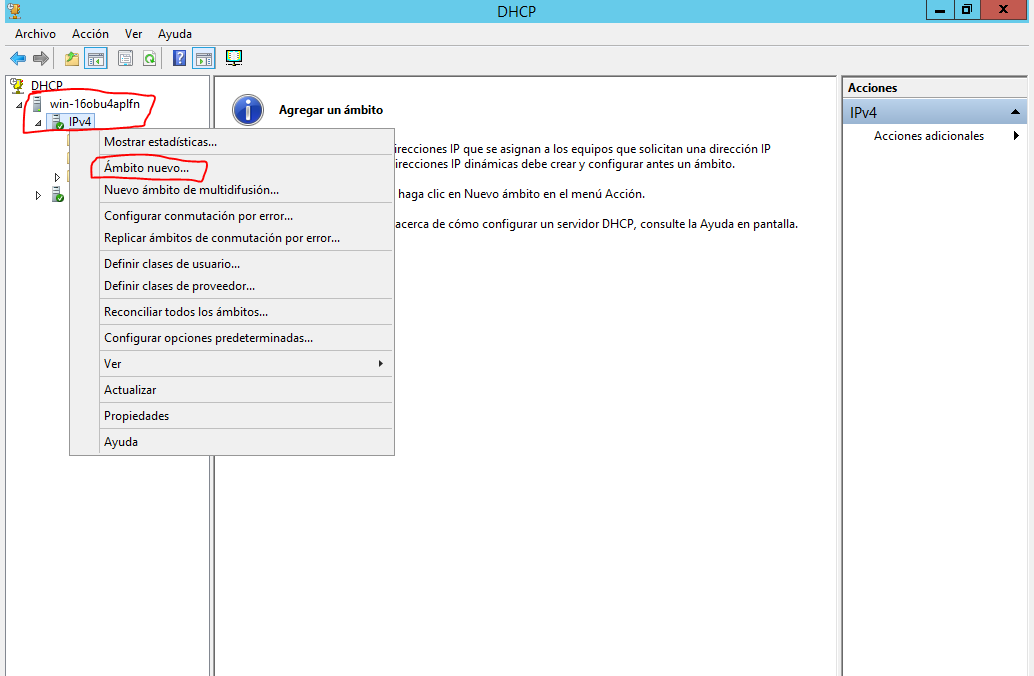 DHCP
Archivo Acción Ver Ayuda
DHCP
win-16obu4aplfn
IPv4
Mostrar estadísticas...
Ámbito nuevo...
Nuevo ámbito de multidifusión...
Configurar conmutación por error...
Replicar ámbitos de conmutación por error...
Definir clases de usuario...
Definir clases de proveedor...
Reconciliar todos los ámbitos...
Configurar opciones predeterminadas...
Ver
Actualizar
Propiedades
Ayuda
Agregar un ámbito
irecciones IP que se asignan a los equipos que solicitan una dirección IP
irecciones IP dinámicas debe crear y configurar antes un ámbito.
haga clic en Nuevo ámbito en el menú Acción.
acerca de cómo configurar un servidor DHCP, consulte la Ayuda en pantalla.
Acciones
IPv4
Acciones adicionales